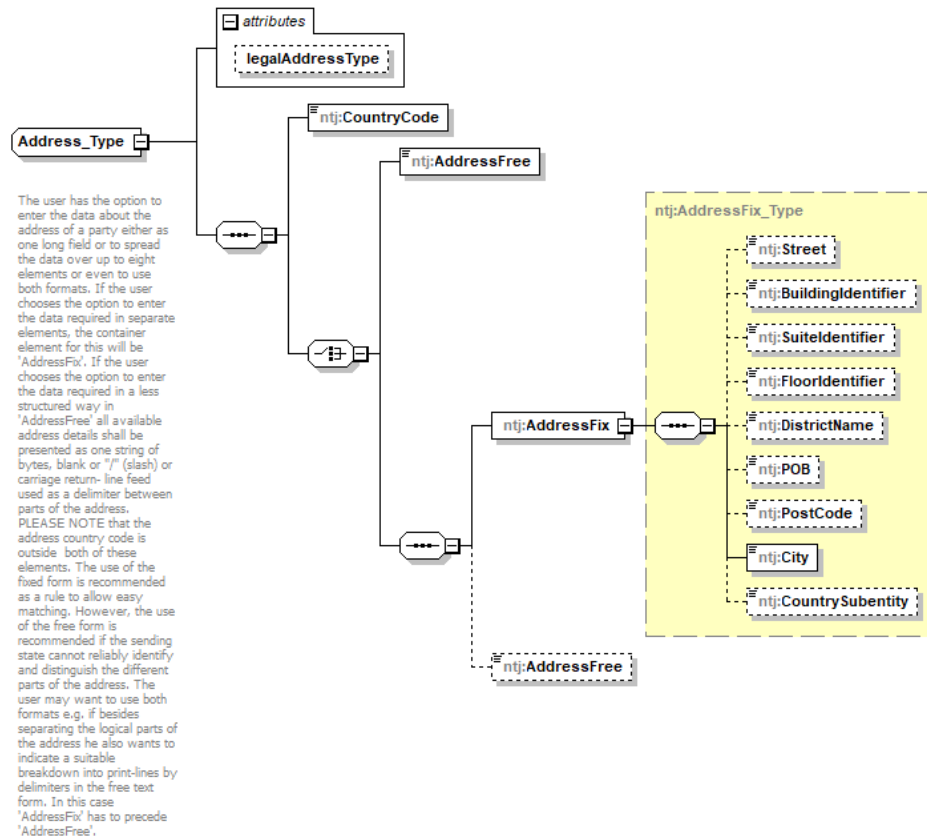 attributes
legalAddressType
ntj:CountryCode
Address_Type
ntj:AddressFree
The user has the option to
enter the data about the
address of a party either as
one long field or to spread
the data over up to eight
elements or even to use
both formats. If the user
chooses the option to enter
the data required in separate
elements, the container
element for this will be
'AddressFix'. If the user
chooses the option to enter
the data required in a less
structured way in
'AddressFree' all available
address details shall be
presented as one string of
bytes, blank or "/" (slash) or
carriage return- line feed
used as a delimiter between
parts of the address.
PLEASE NOTE that the
address country code is
outside  both of these
elements. The use of the
fixed form is recommended
as a rule to allow easy
matching. However, the use
of the free form is
recommended if the sending
state cannot reliably identify
and distinguish the different
parts of the address. The
user may want to use both
formats e.g. if besides
separating the logical parts of
the address he also wants to
indicate a suitable
breakdown into print-lines by
delimiters in the free text
form. In this case
'AddressFix' has to precede
'AddressFree'.
ntj:AddressFix_Type
ntj:Street
ntj:BuildingIdentifier
ntj:SuiteIdentifier
ntj:FloorIdentifier
ntj:AddressFix
ntj:DistrictName
ntj:POB
ntj:PostCode
ntj:City
ntj:CountrySubentity
ntj:AddressFree